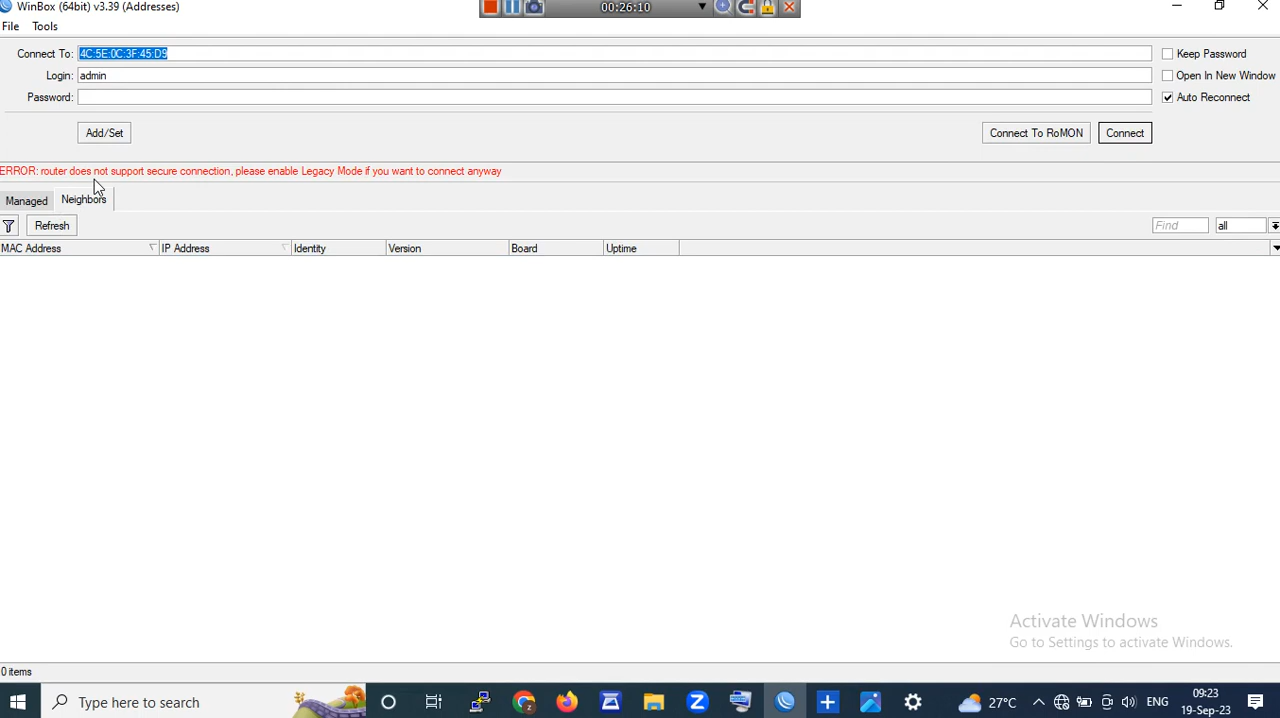 WinBox (64bit) v3.39 (Addresses)
00:26:10
File Tools
Connect To: 4C:5E:0C:3F:45:D9
Keep Password
Login: admin
Open In New Window
Password:
Auto Reconnect
Add/Set
Connect To RoMON
Connect
ERROR: router does not support secure connection, please enable Legacy Mode if you want to connect anyway
Managed Neighbors
Refresh
Find
all
MAC Address IP Address Identity Version Board Uptime
Activate Windows
Go to Settings to activate Windows.
0 items
Type here to search
27°C
ENG
09:23
19-Sep-23